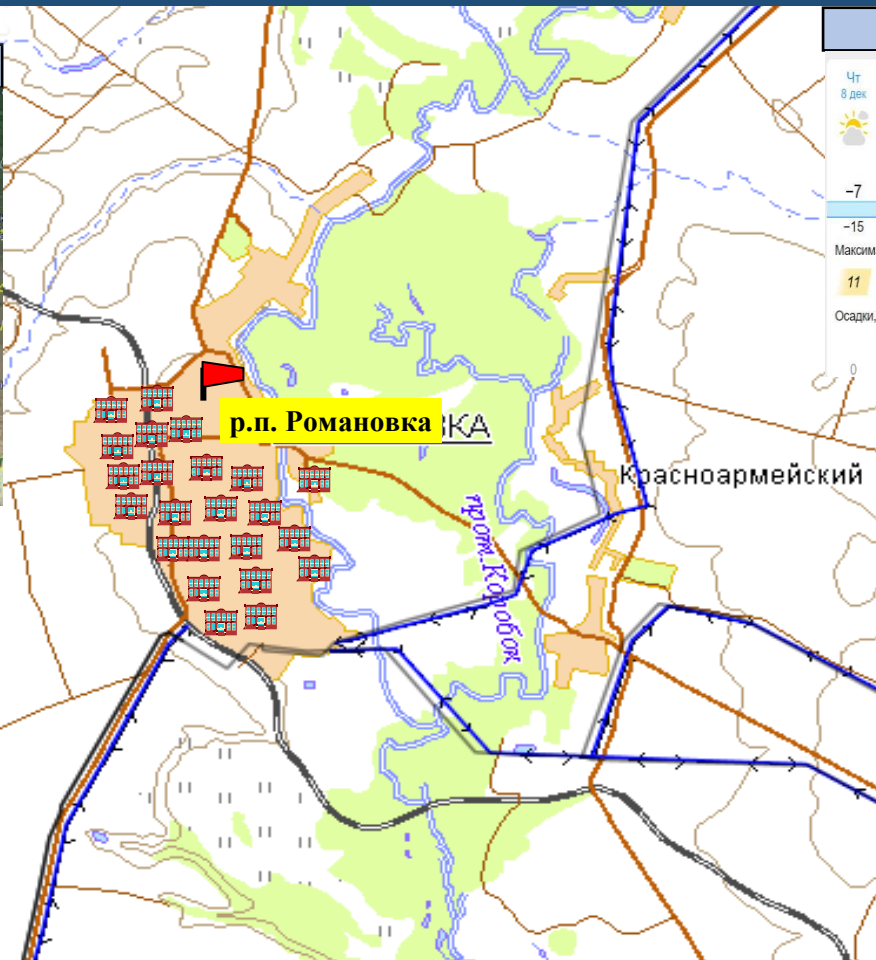 р.п. Романовка
ВКА
Красноармейский
прот. Коробок
Чт
8 дек
−7
−15
Максим
11
Осадки,
0